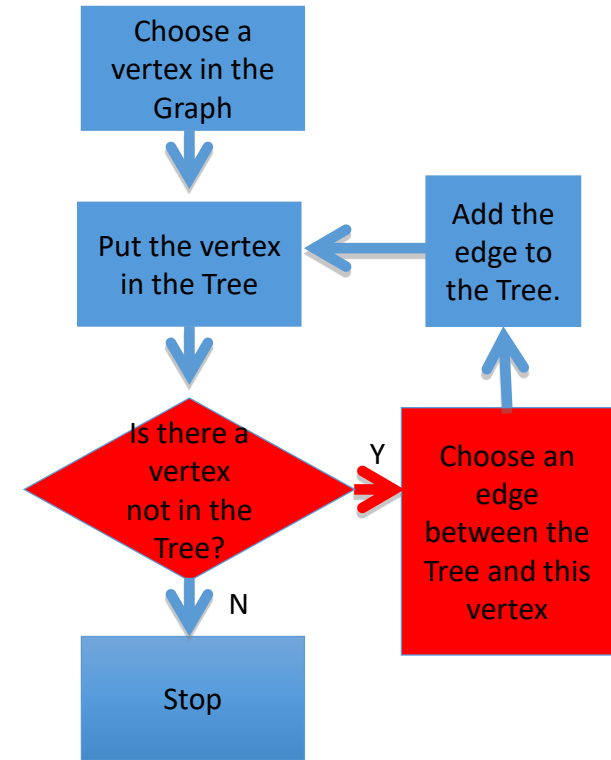 Choose a
vertex in the
Graph
Put the vertex
in the Tree
Add the
edge to
the Tree.
Is there a
vertex
not in the
Tree?
Y
Choose an
edge
between the
Tree and this
vertex
N
Stop